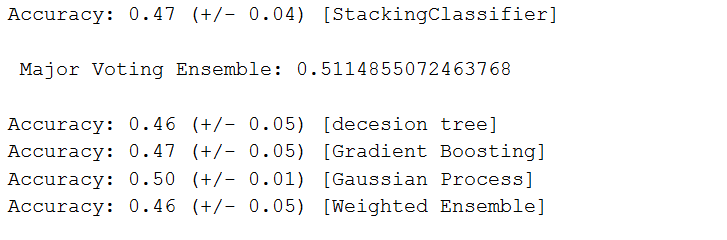 Accuracy: 0.47 (+/- 0.04) [StackingClassifier]
Major Voting Ensemble: 0.5114855072463768
Accuracy: 0.46 (+/- 0.05) [decesion tree]
Accuracy: 0.47 (+/- 0.05) [Gradient Boosting]
Accuracy: 0.50 (+/- 0.01) [Gaussian Process]
Accuracy: 0.46 (+/- 0.05) [Weighted Ensemble]